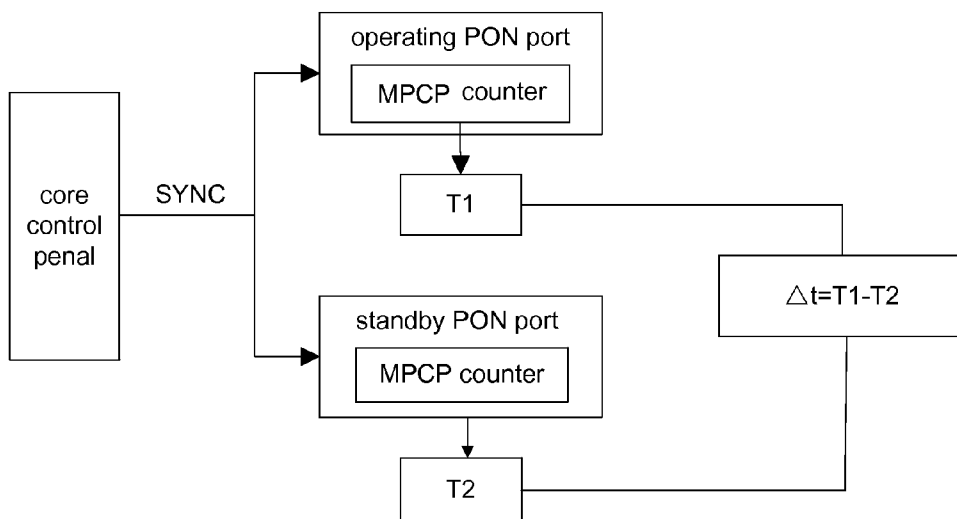 operating PON port
MPCP counter
core
control
penal
SYNC
T1
△t=T1-T2
standby PON port
MPCP counter
T2